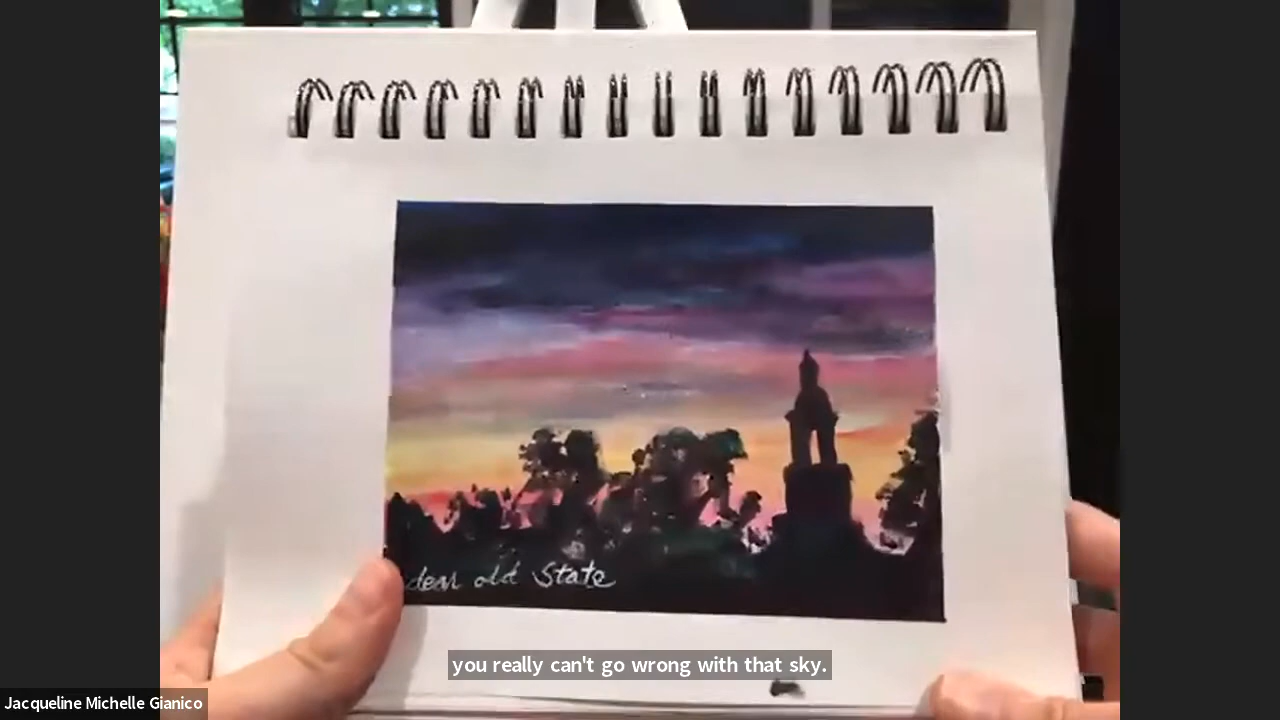 dear old State
you really can't go wrong with that sky.
Jacqueline Michelle Gianico